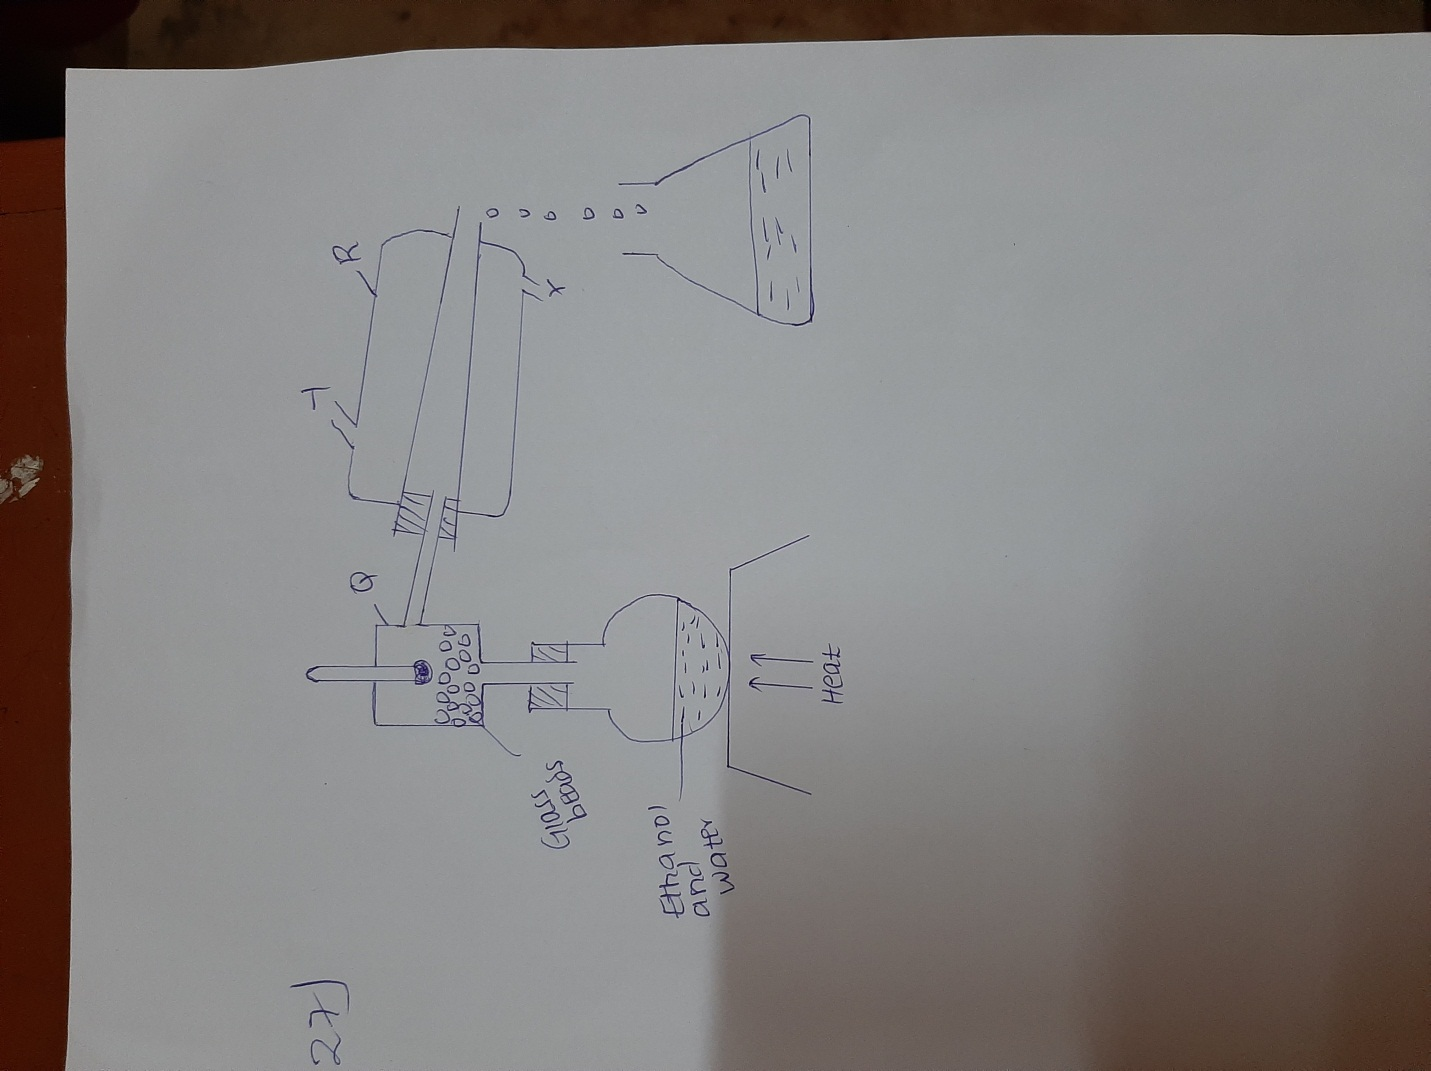 27)
Q
T
R
X
Glass
beads
Ethanol
and
water
Heat